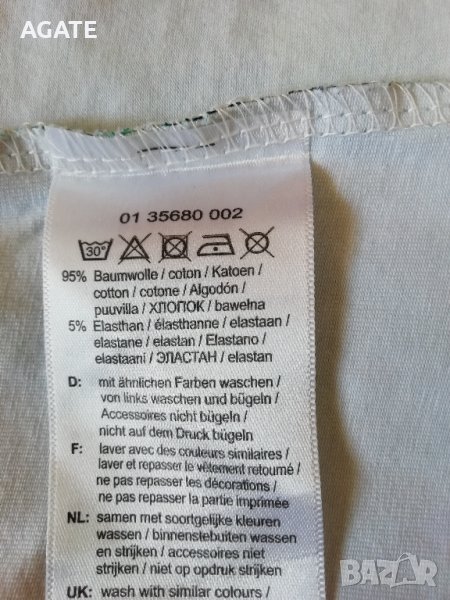 AGATE
01 35680 002
30°
95% Baumwolle / coton / Katoen /
cotton / cotone / Algodón /
puuvilla / ХЛОПОК / bawełna
5% Elasthan / élasthanne / elastaan /
elastane / elastan / Elastano /
elastaani / ЭЛАСТАН / elastan
D: mit ähnlichen Farben waschen /
von links waschen und bügeln /
Accessoires nicht bügeln /
nicht auf dem Druck bügeln
F: laver avec des couleurs similaires /
laver et repasser le vêtement retourné /
ne pas repasser les décorations /
ne pas repasser la partie imprimée
NL: samen met soortgelijke kleuren
wassen / binnenstebuiten wassen
en strijken / accessoires niet
strijken / niet op opdruk strijken
UK: wash with similar colours /
BAZAR.bg